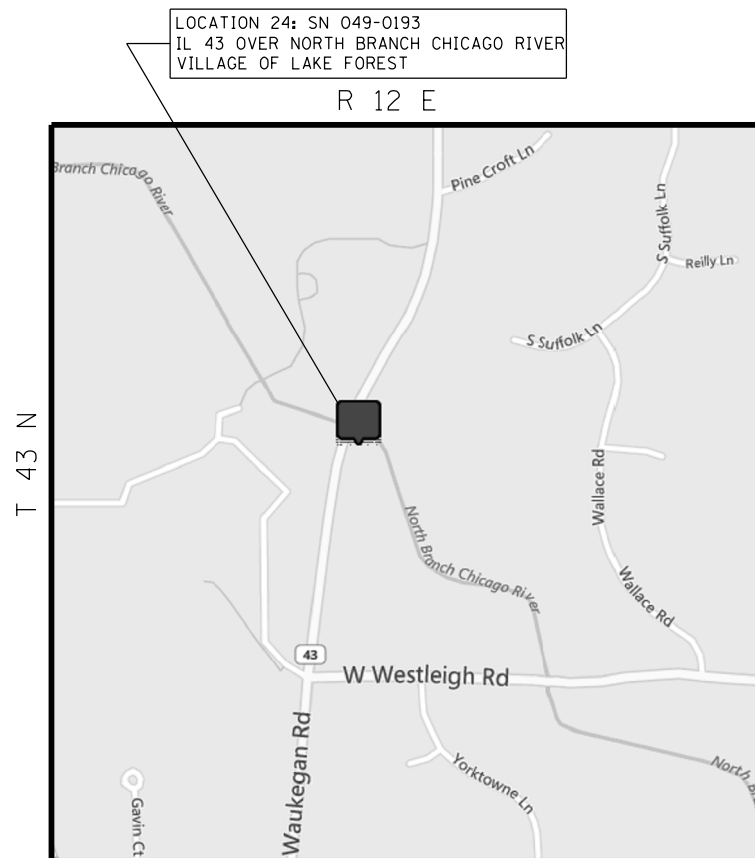 LOCATION 24: SN 049-0193
IL 43 OVER NORTH BRANCH CHICAGO RIVER
VILLAGE OF LAKE FOREST
R 12 E
T 43 N
Branch Chicago River
Pine Croft Ln
S Suffolk Ln
Reilly Ln
S Suffolk Ln
Wallace Rd
North Branch Chicago River
Wallace Rd
43
W Westleigh Rd
Waukegan Rd
Yorktowne Ln
North Br
Gavin Ct